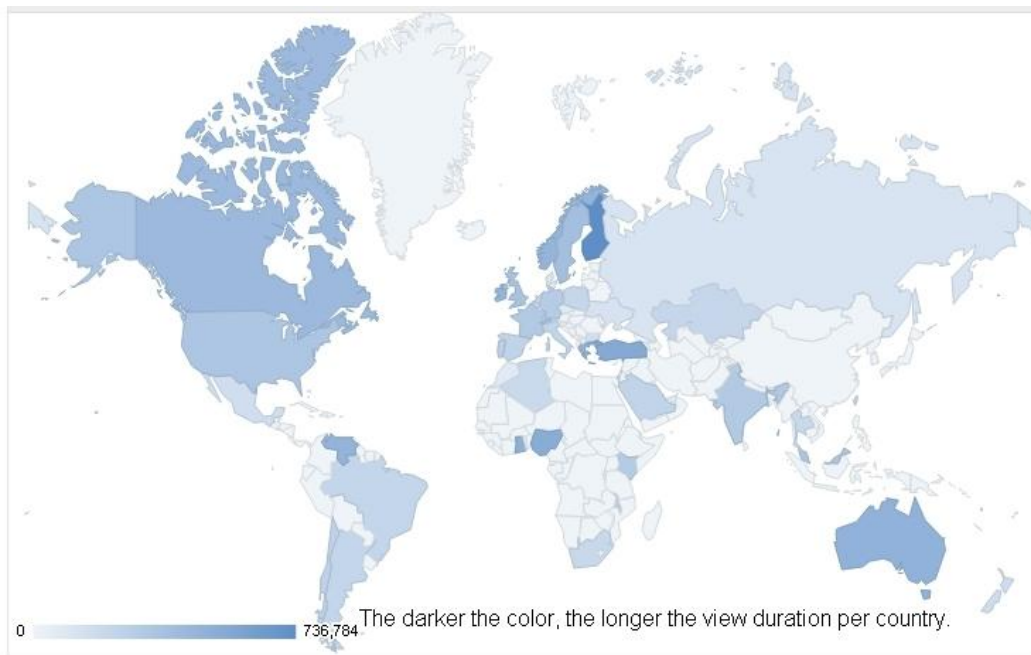 The darker the color, the longer the view duration per country.
0 736,784